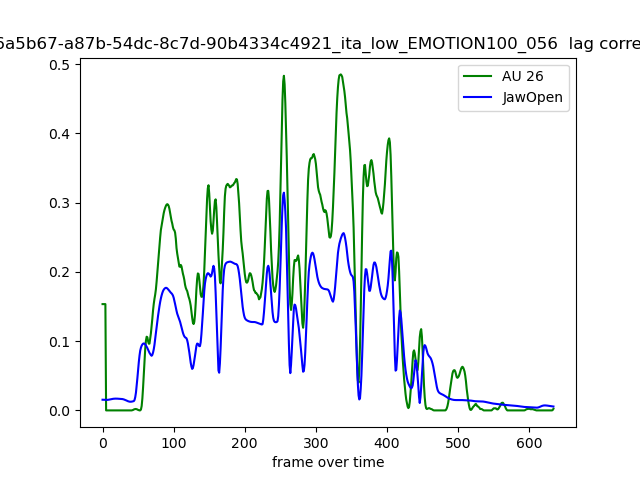 6a5b67-a87b-54dc-8c7d-90b4334c4921_ita_low_EMOTION100_056 lag corre
AU 26
JawOpen
0.5
0.4
0.3
0.2
0.1
0.0
0 100 200 300 400 500 600
frame over time